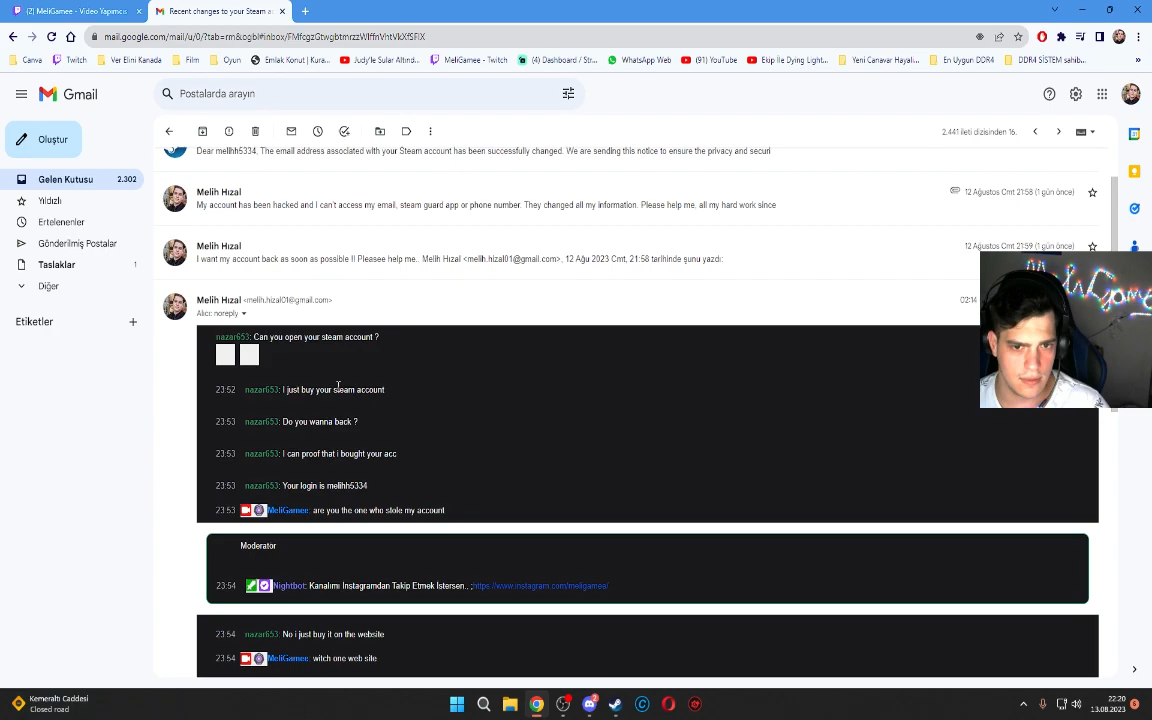 (2) MeliGamee - Video Yapımcıs
Recent changes to your Steam a
mail.google.com/mail/u/0/?tab=rm&ogbl#inbox/
Canva
Twitch
Ver Elini Kanada
Film
Oyun
Emlak Konut | Kura...
Judy'le Sular Altınd...
MeliGamee - Twitch
(4) Dashboard / Str...
WhatsApp Web
(91) YouTube
Ekip İle Dying Light...
Yeni Canavar Hayali...
En Uygun DDR4
DDR4 SİSTEM sahib...
Gmail
Postalarda arayın
Oluştur
2.441 ileti dizisinden 16.
Dear melihh5334, The email address associated with your Steam account has been successfully changed. We are sending this notice to ensure the privacy and securi
Gelen Kutusu 2.302
Yıldızlı
Ertelenenler
Gönderilmiş Postalar
Taslaklar 1
Diğer
Etiketler
Melih Hızal
12 Ağustos Cmt 21:58 (1 gün önce)
My account has been hacked and I can't access my email, steam guard app or phone number. They changed all my information. Please help me, all my hard work since
Melih Hızal
12 Ağustos Cmt 21:59 (1 gün önce)
I want my account back as soon as possible !! Pleasee help me.. Melih Hızal <melih.hizal01@gmail.com>, 12 Ağu 2023 Cmt, 21:58 tarihinde şunu yazdı:
Melih Hızal <melih.hizal01@gmail.com>
02:14
Alıcı: noreply
nazar653: Can you open your steam account ?
23:52 nazar653: I just buy your steam account
23:53 nazar653: Do you wanna back ?
23:53 nazar653: I can proof that i bought your acc
23:53 nazar653: Your login is melihh5334
23:53 MeliGamee: are you the one who stole my account
Moderator
23:54 Nightbot: Kanalımı İnstagramdan Takip Etmek İstersen.. ;https://www.instagram.com/meligames/
23:54 nazar653: No i just buy it on the website
23:54 MeliGamee: witch one web site
MeliGame
Kemeraltı Caddesi
Closed road
2
22:20
13.08.2023
6